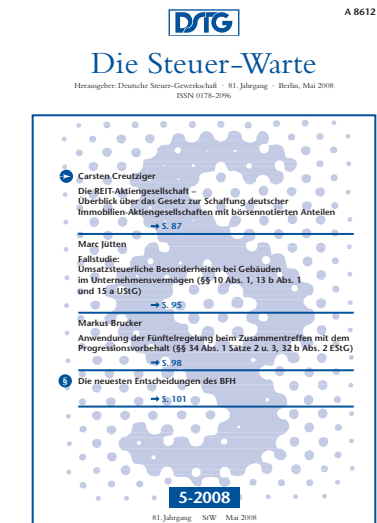 A 8612
DSTG
Die Steuer-Warte
Herausgeber: Deutsche Steuer-Gewerkschaft · 81. Jahrgang · Berlin, Mai 2008
ISSN 0178-2096
Carsten Creutziger
Die REIT-Aktiengesellschaft –
Überblick über das Gesetz zur Schaffung deutscher
Immobilien-Aktiengesellschaften mit börsennotierten Anteilen
➞ S. 87
Marc Jütten
Fallstudie:
Umsatzsteuerliche Besonderheiten bei Gebäuden
im Unternehmensvermögen (§§ 10 Abs. 1, 13 b Abs. 1
und 15 a UStG)
➞ S. 95
Markus Brucker
Anwendung der Fünftelregelung beim Zusammentreffen mit dem
Progressionsvorbehalt (§§ 34 Abs. 1 Sätze 2 u. 3, 32 b Abs. 2 EStG)
➞ S. 98
§ Die neuesten Entscheidungen des BFH
➞ S. 101
5-2008
81. Jahrgang StW Mai 2008